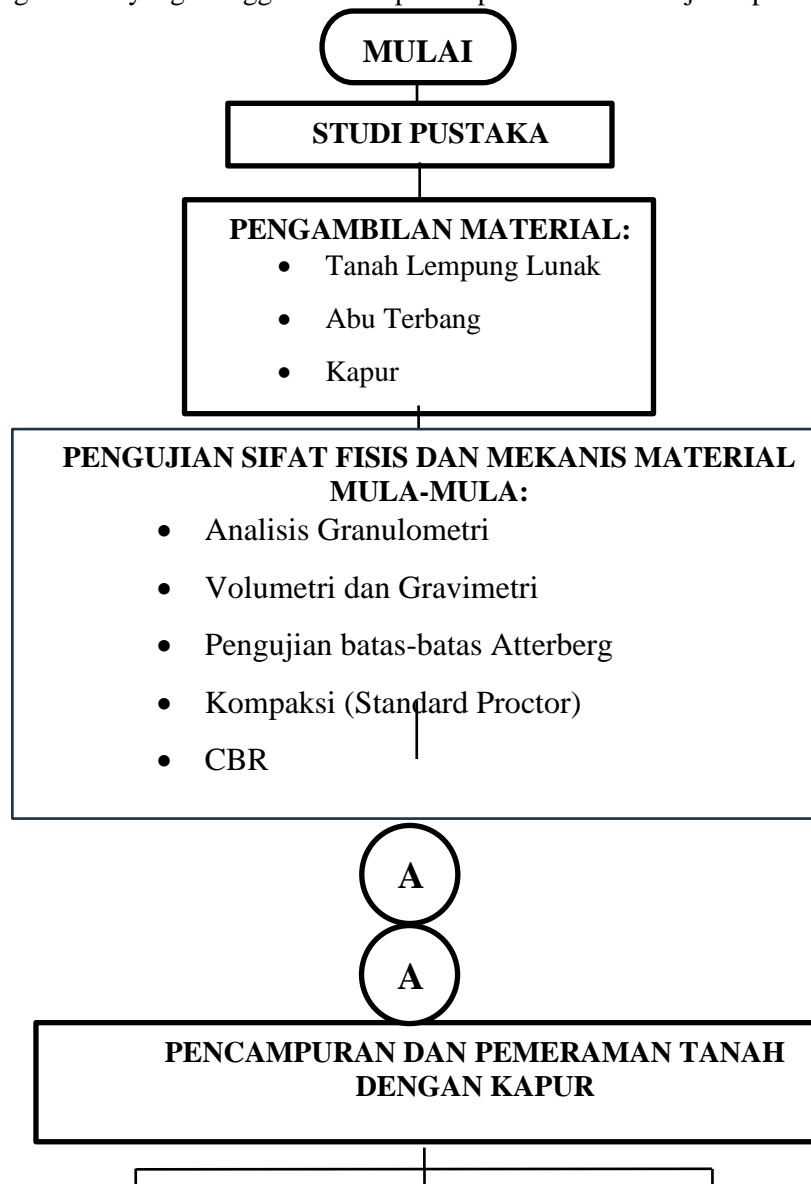 MULAI
STUDI PUSTAKA
PENGAMBILAN MATERIAL:
• Tanah Lempung Lunak
• Abu Terbang
• Kapur
PENGUJIAN SIFAT FISIS DAN MEKANIS MATERIAL
MULA-MULA:
• Analisis Granulometri
• Volumetri dan Gravimetri
• Pengujian batas-batas Atterberg
• Kompaksi (Standard Proctor)
• CBR
A
A
PENCAMPURAN DAN PEMERAMAN TANAH
DENGAN KAPUR